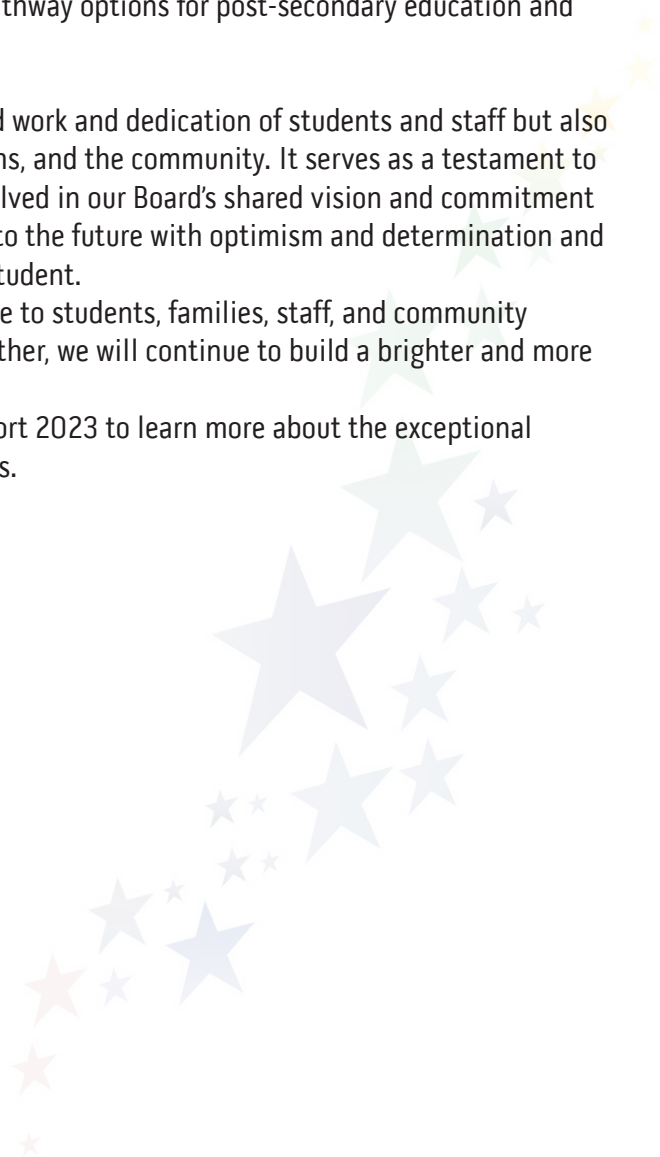 thway options for post-secondary education and
d work and dedication of students and staff but also
ns, and the community. It serves as a testament to
lved in our Board's shared vision and commitment
to the future with optimism and determination and
tudent.
e to students, families, staff, and community
ther, we will continue to build a brighter and more
ort 2023 to learn more about the exceptional
s.